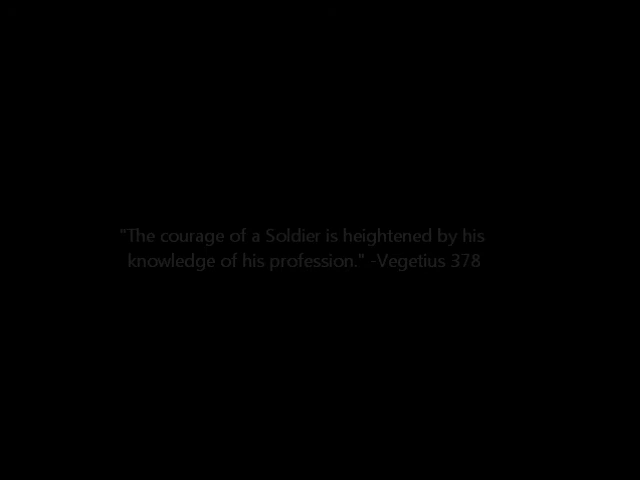 "The courage of a Soldier is heightened by his
knowledge of his profession." -Vegetius 378